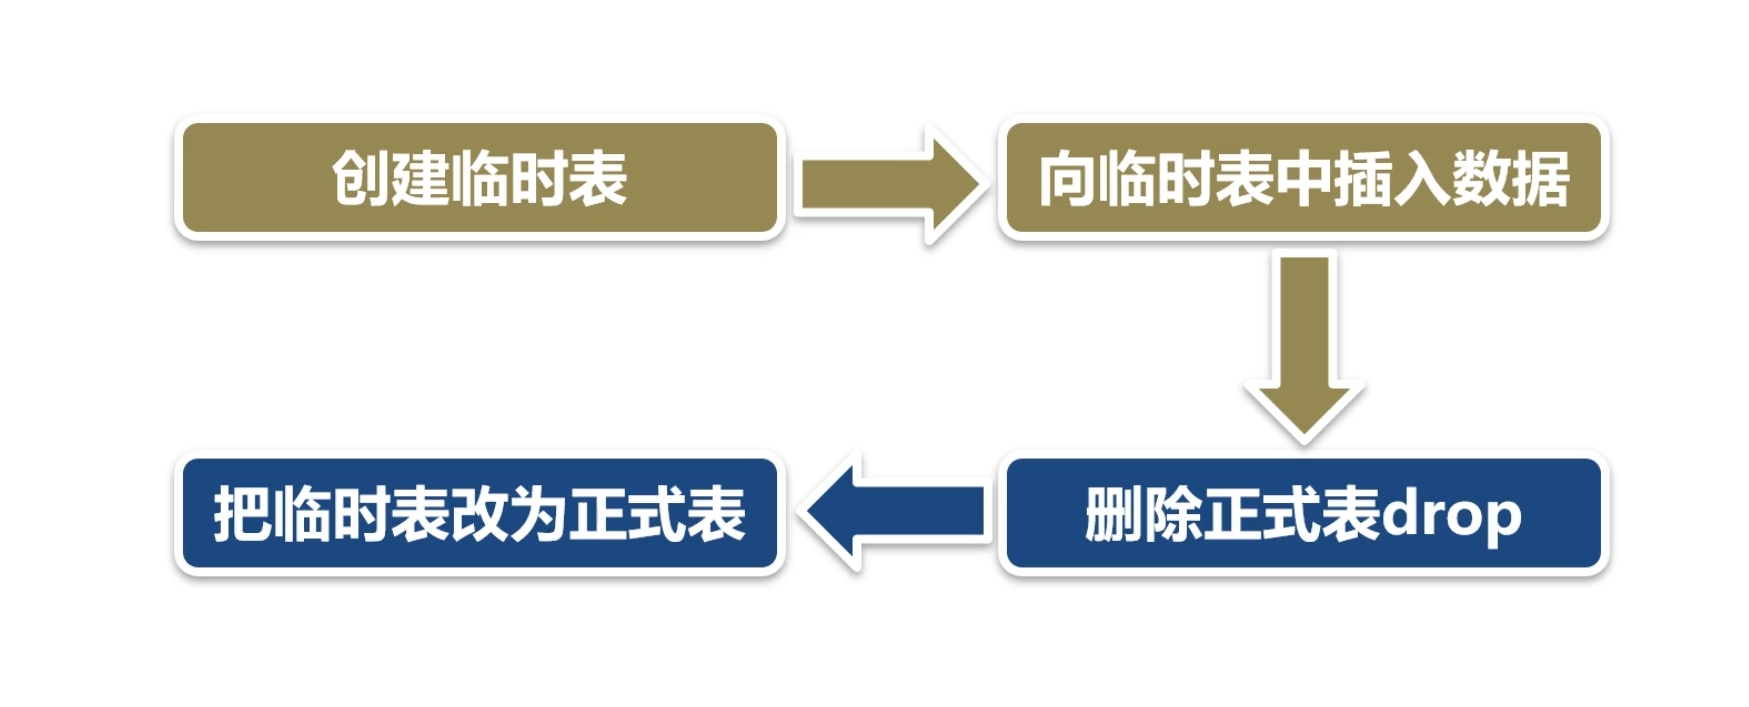 创建临时表
向临时表中插入数据
删除正式表drop
把临时表改为正式表